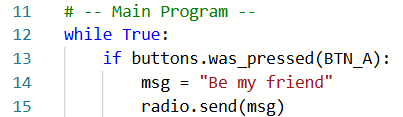 11 # -- Main Program --
12 while True:
13     if buttons.was_pressed(BTN_A):
14         msg = "Be my friend"
15         radio.send(msg)